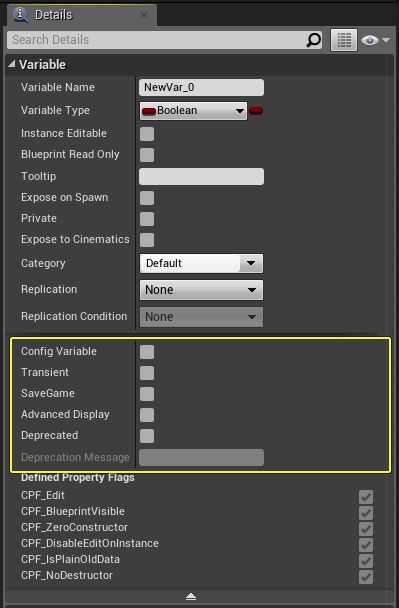 Details
Search Details
Variable
Variable Name NewVar_0
Variable Type Boolean
Instance Editable
Blueprint Read Only
Tooltip
Expose on Spawn
Private
Expose to Cinematics
Category Default
Replication None
Replication Condition None
Config Variable
Transient
SaveGame
Advanced Display
Deprecated
Deprecation Message
Defined Property Flags
CPF_Edit
CPF_BlueprintVisible
CPF_ZeroConstructor
CPF_DisableEditOnInstance
CPF_IsPlainOldData
CPF_NoDestructor